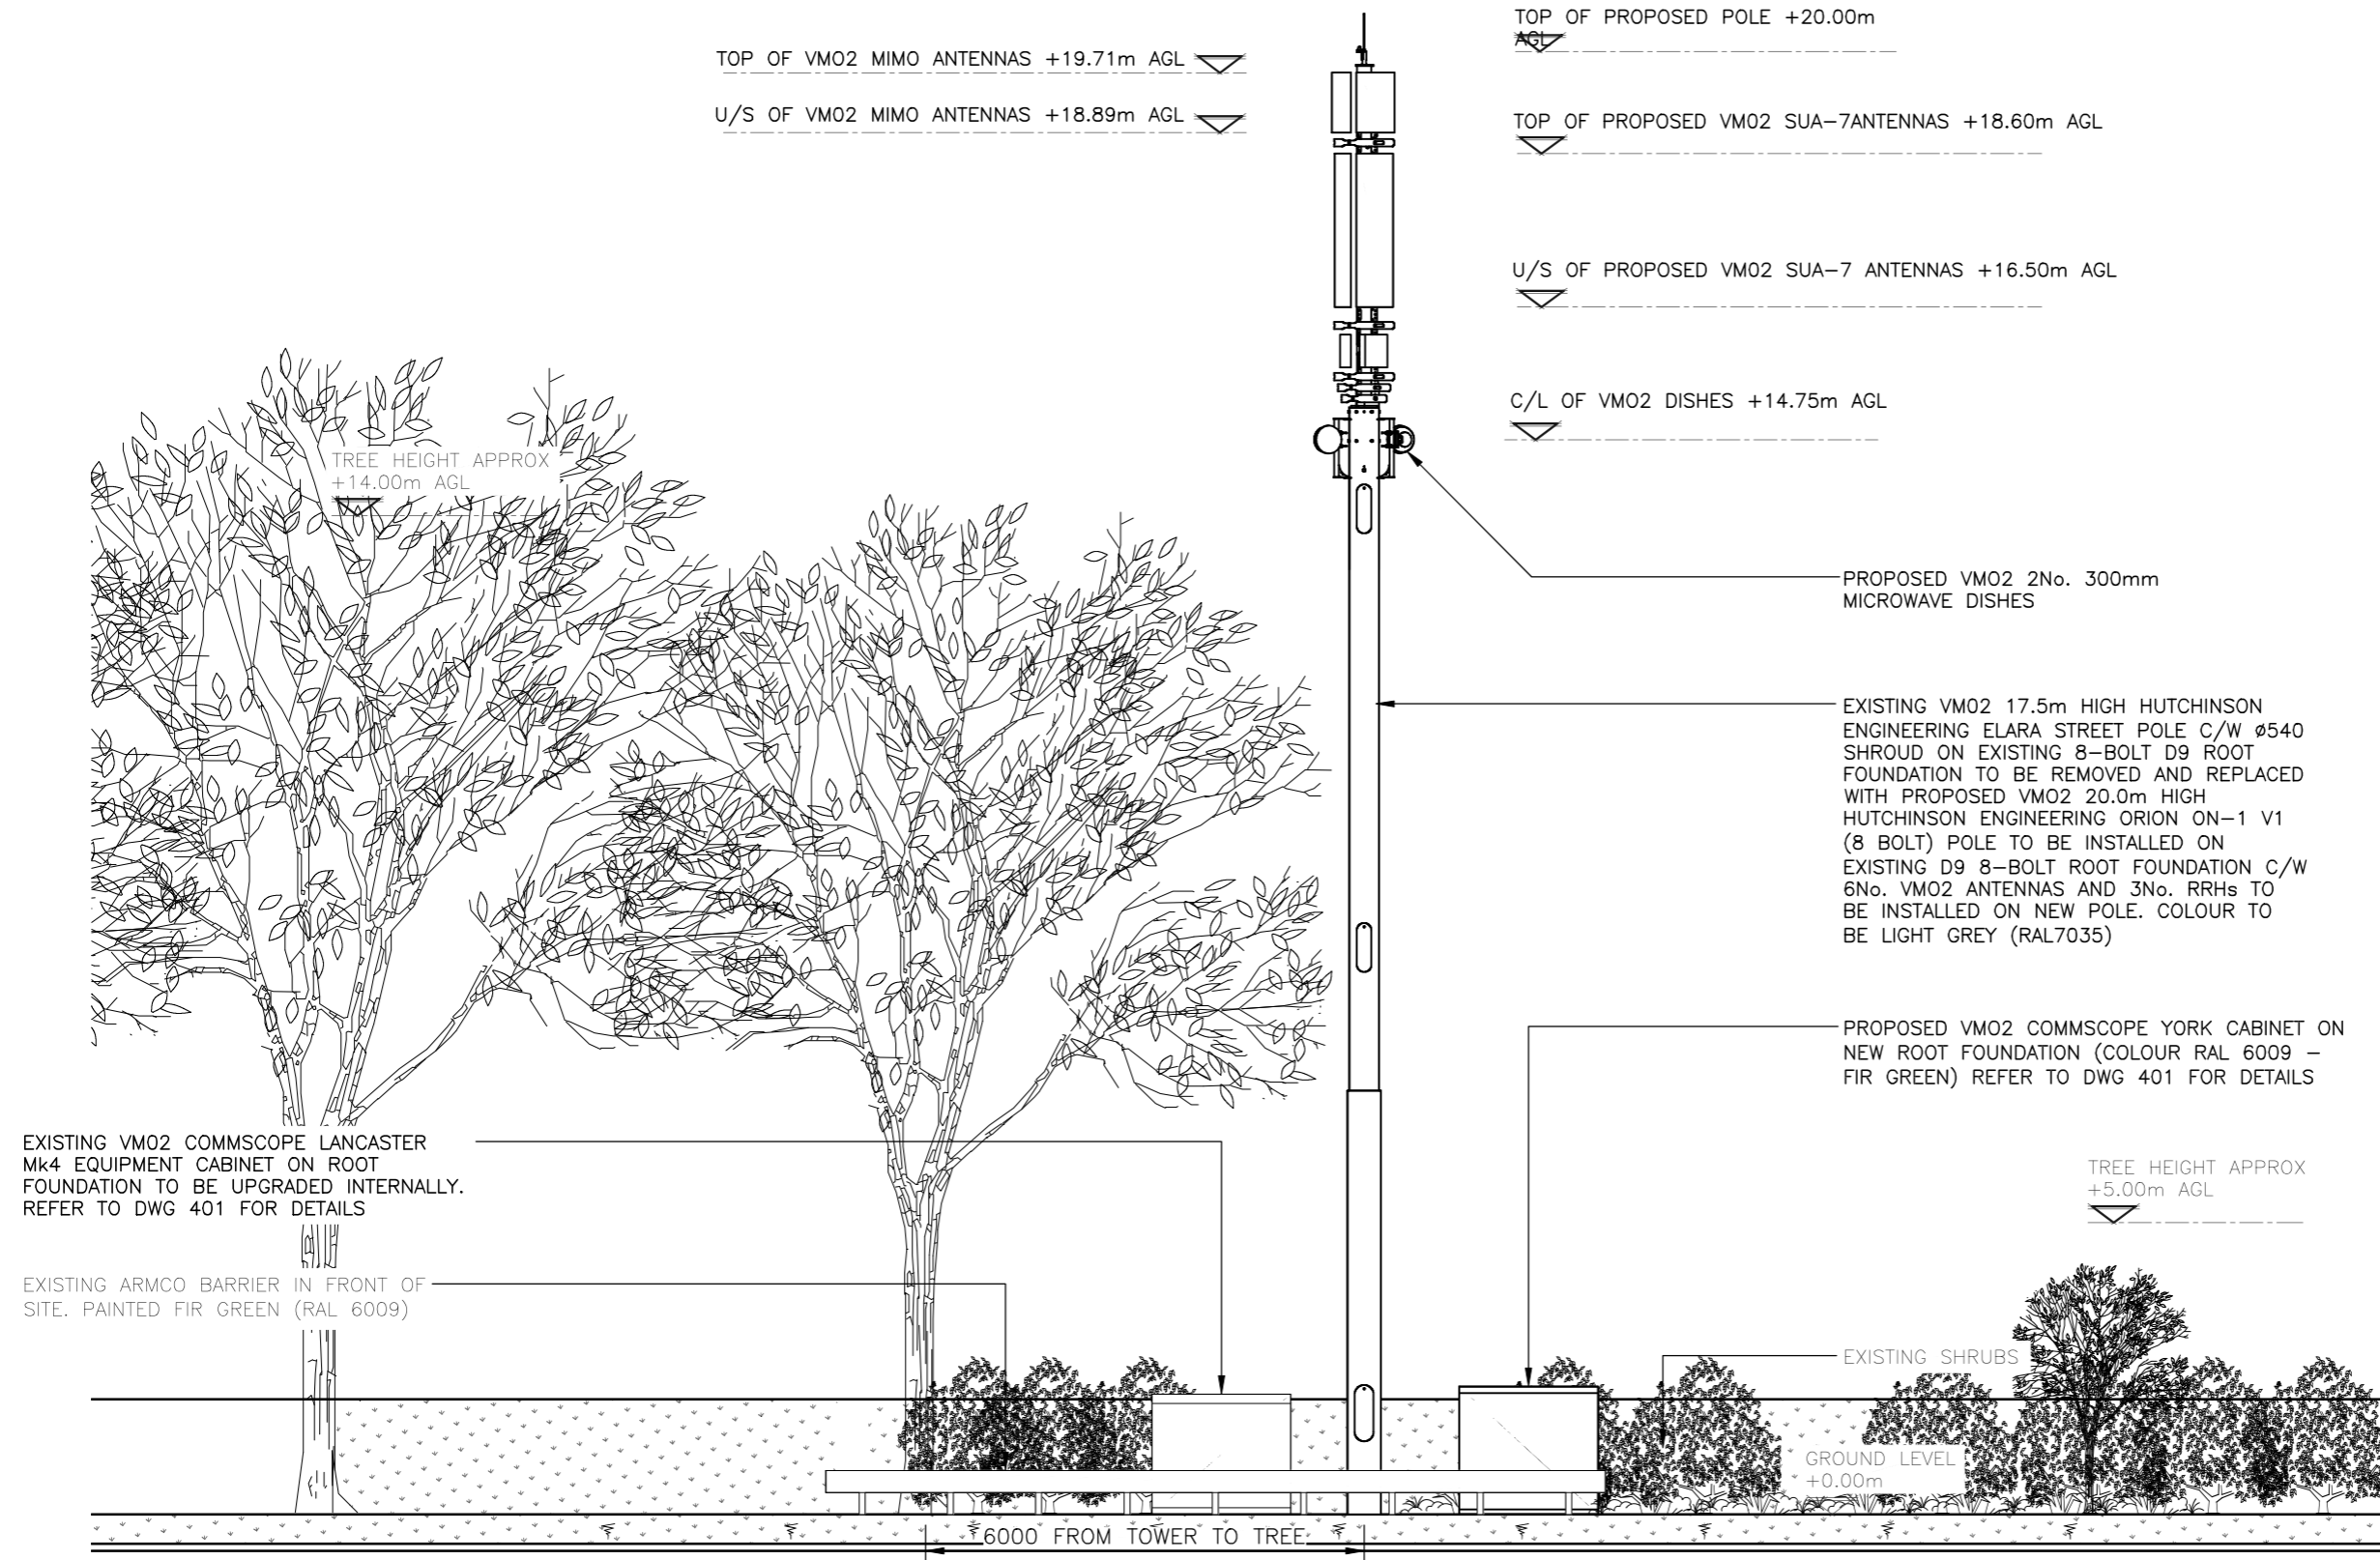 TOP OF PROPOSED POLE +20.00m
AGL
TOP OF VMO2 MIMO ANTENNAS +19.71m AGL
U/S OF VMO2 MIMO ANTENNAS +18.89m AGL
TOP OF PROPOSED VMO2 SUA-7ANTENNAS +18.60m AGL
U/S OF PROPOSED VMO2 SUA-7 ANTENNAS +16.50m AGL
C/L OF VMO2 DISHES +14.75m AGL
TREE HEIGHT APPROX
+14.00m AGL
PROPOSED VMO2 2No. 300mm
MICROWAVE DISHES
EXISTING VMO2 17.5m HIGH HUTCHINSON
ENGINEERING ELARA STREET POLE C/W ø540
SHROUD ON EXISTING 8-BOLT D9 ROOT
FOUNDATION TO BE REMOVED AND REPLACED
WITH PROPOSED VMO2 20.0m HIGH
HUTCHINSON ENGINEERING ORION ON-1 V1
(8 BOLT) POLE TO BE INSTALLED ON
EXISTING D9 8-BOLT ROOT FOUNDATION C/W
6No. VMO2 ANTENNAS AND 3No. RRHs TO
BE INSTALLED ON NEW POLE. COLOUR TO
BE LIGHT GREY (RAL7035)
PROPOSED VMO2 COMMSCOPE YORK CABINET ON
NEW ROOT FOUNDATION (COLOUR RAL 6009 -
FIR GREEN) REFER TO DWG 401 FOR DETAILS
EXISTING VMO2 COMMSCOPE LANCASTER
Mk4 EQUIPMENT CABINET ON ROOT
FOUNDATION TO BE UPGRADED INTERNALLY.
REFER TO DWG 401 FOR DETAILS
TREE HEIGHT APPROX
+5.00m AGL
EXISTING ARMCO BARRIER IN FRONT OF
SITE. PAINTED FIR GREEN (RAL 6009)
EXISTING SHRUBS
GROUND LEVEL
+0.00m
6000 FROM TOWER TO TREE